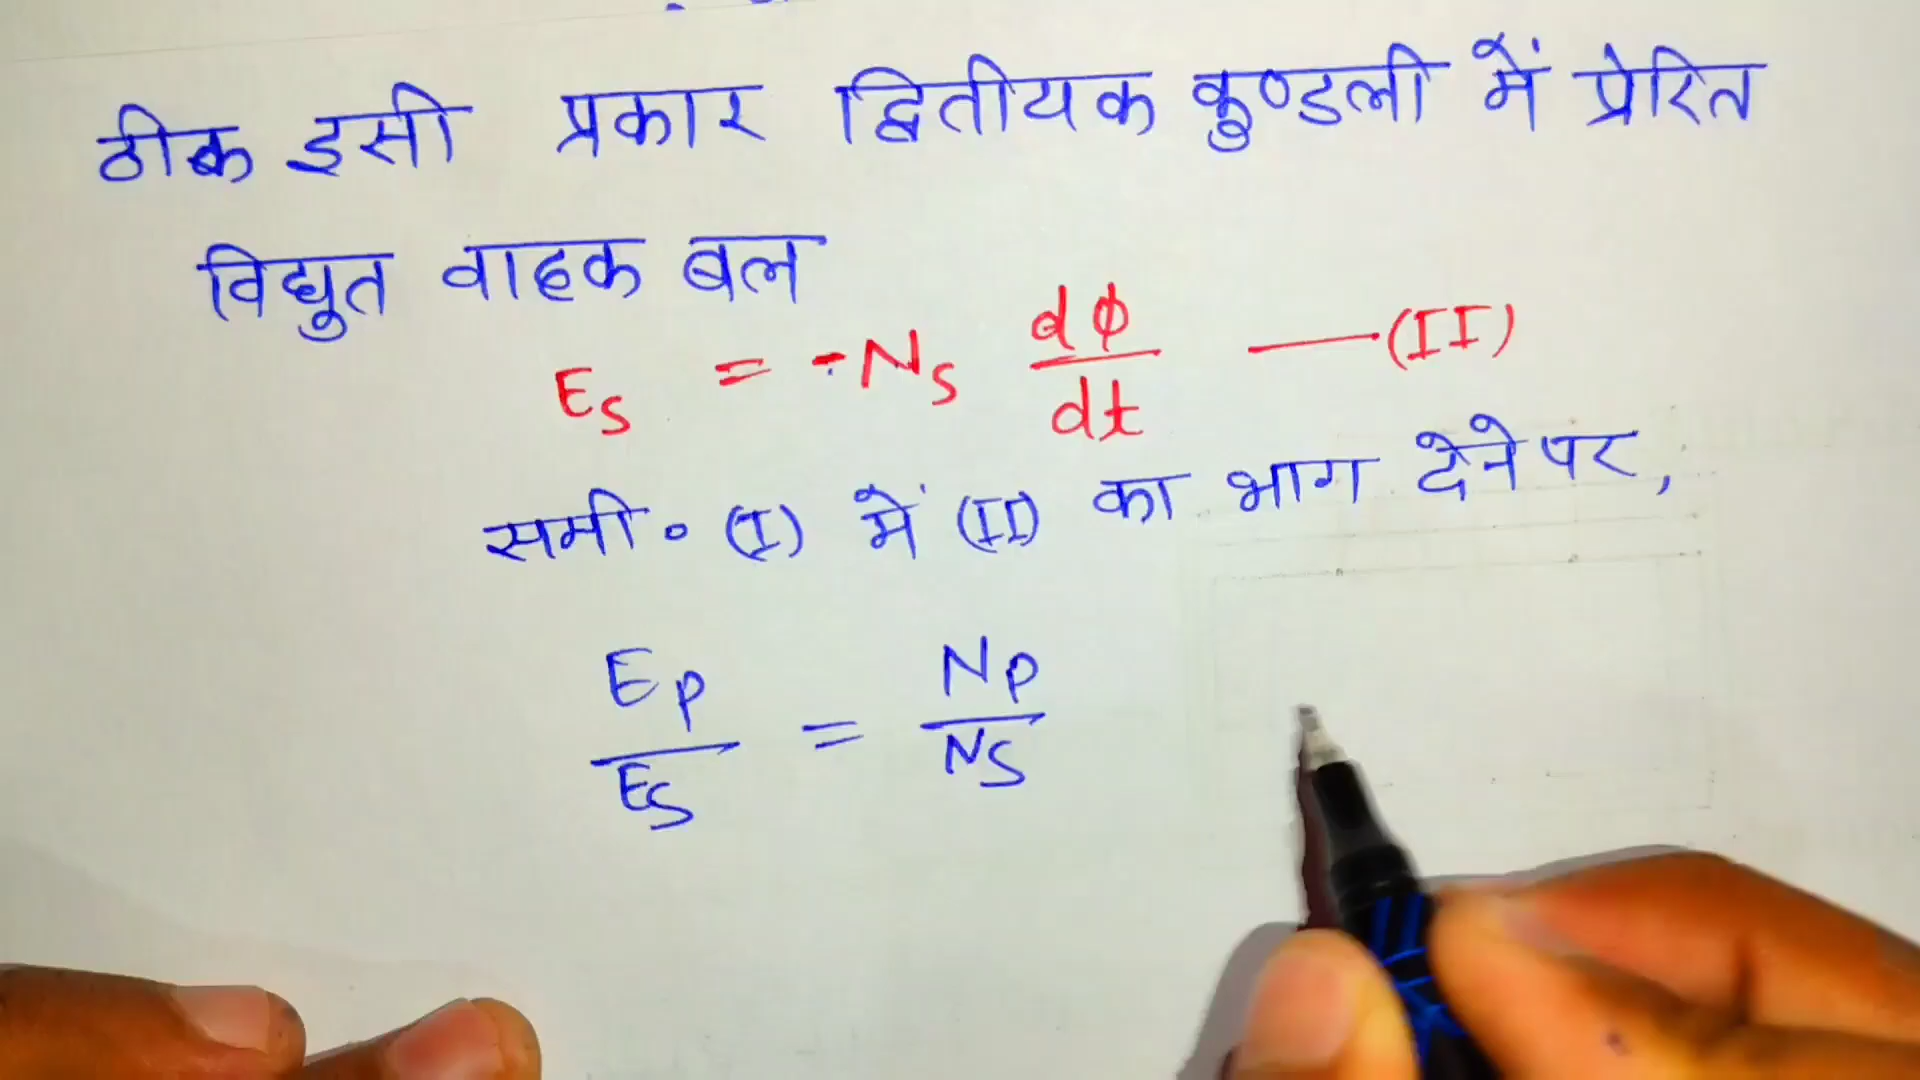 ठीक इसी प्रकार द्वितीयक कुण्डली में प्रेरित
विद्युत वाहक बल
Es = -Ns dϕ/dt —(II)
समी० (I) में (II) का भाग देने पर,
Ep/Es = Np/Ns